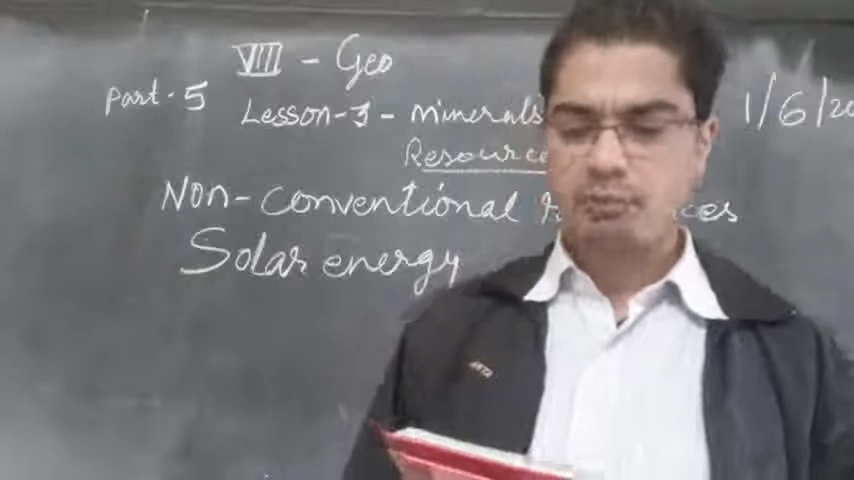 VIII - Geo
Part-5 Lesson-3 - Minerals 1/6/20
Resource
Non-conventional
Solar energy